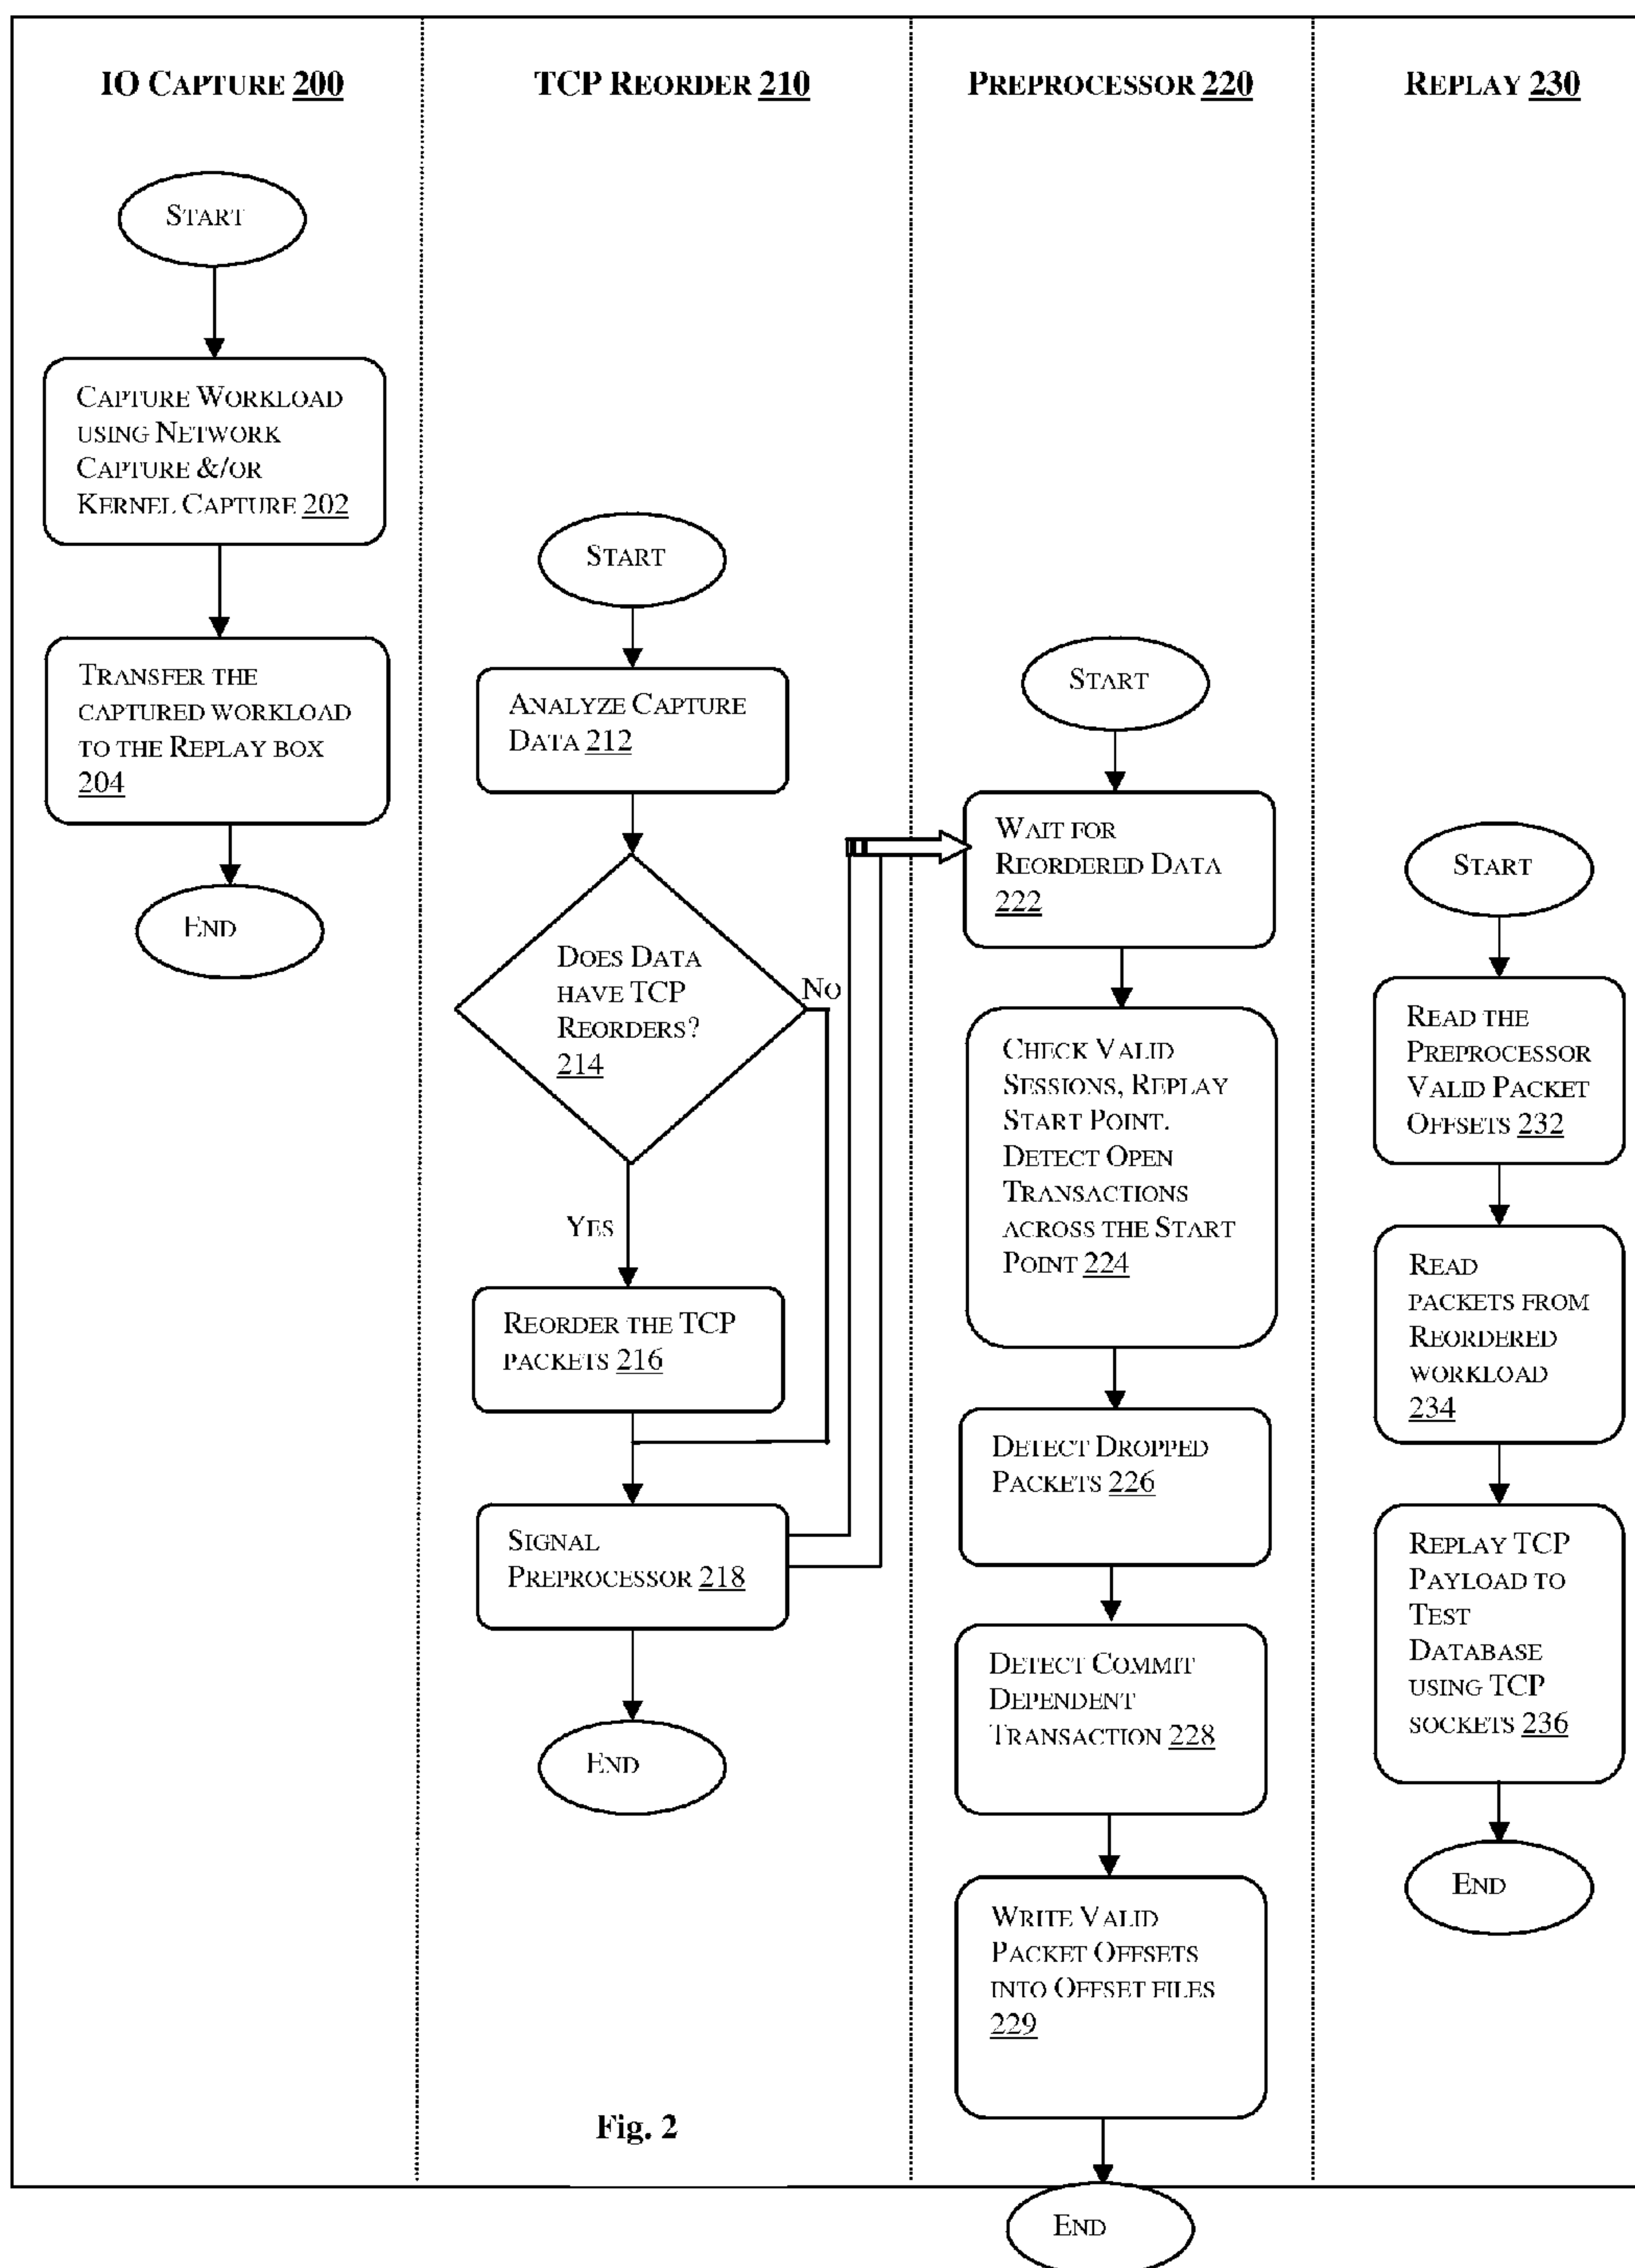 IO CAPTURE 200
START
CAPTURE WORKLOAD
USING NETWORK
CAPTURE &/OR
KERNEL CAPTURE 202
TRANSFER THE
CAPTURED WORKLOAD
TO THE REPLAY BOX
204
END
TCP REORDER 210
START
ANALYZE CAPTURE
DATA 212
DOES DATA
HAVE TCP
REORDERS?
214
NO
YES
REORDER THE TCP
PACKETS 216
SIGNAL
PREPROCESSOR 218
END
PREPROCESSOR 220
START
WAIT FOR
REORDERED DATA
222
CHECK VALID
SESSIONS, REPLAY
START POINT.
DETECT OPEN
TRANSACTIONS
ACROSS THE START
POINT 224
DETECT DROPPED
PACKETS 226
DETECT COMMIT
DEPENDENT
TRANSACTION 228
WRITE VALID
PACKET OFFSETS
INTO OFFSET FILES
229
END
REPLAY 230
START
READ THE
PREPROCESSOR
VALID PACKET
OFFSETS 232
READ
PACKETS FROM
REORDERED
WORKLOAD
234
REPLAY TCP
PAYLOAD TO
TEST
DATABASE
USING TCP
SOCKETS 236
END
Fig. 2